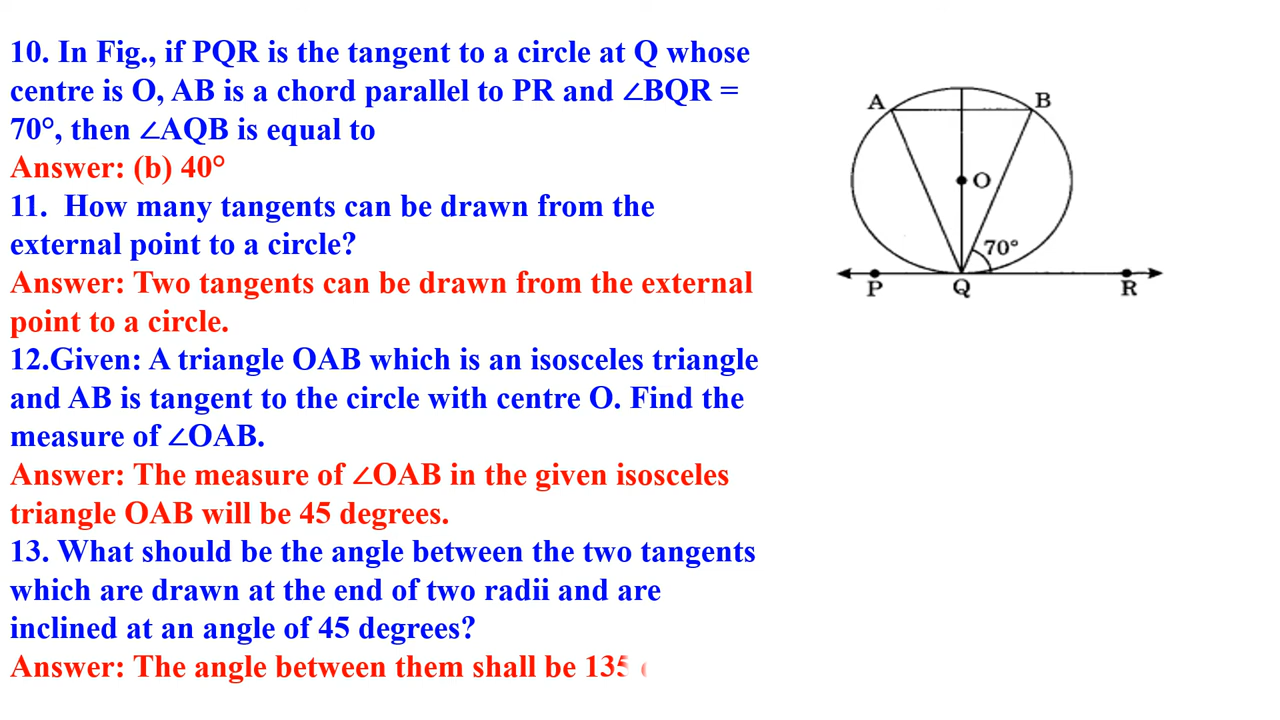 10. In Fig., if PQR is the tangent to a circle at Q whose
centre is O, AB is a chord parallel to PR and ∠BQR =
70°, then ∠AQB is equal to
Answer: (b) 40°
11.  How many tangents can be drawn from the
external point to a circle?
Answer: Two tangents can be drawn from the external
point to a circle.
12.Given: A triangle OAB which is an isosceles triangle
and AB is tangent to the circle with centre O. Find the
measure of ∠OAB.
Answer: The measure of ∠OAB in the given isosceles
triangle OAB will be 45 degrees.
13. What should be the angle between the two tangents
which are drawn at the end of two radii and are
inclined at an angle of 45 degrees?
Answer: The angle between them shall be 135
A B
O
70°
P Q R